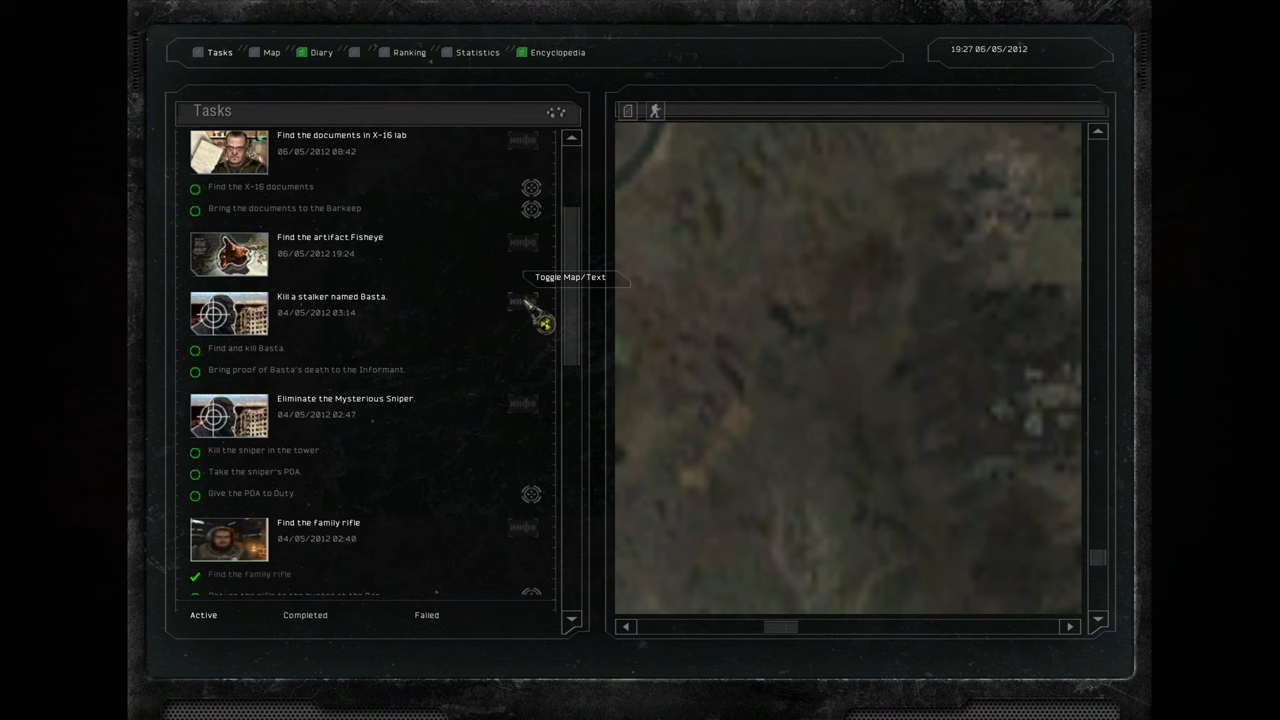 Tasks Map Diary Ranking Statistics Encyclopedia
19:27 06/05/2012
Tasks
Find the documents in X-16 lab
06/05/2012 08:42
Find the X-16 documents
Bring the documents to the Barkeep
Find the artifact Fisheye
06/05/2012 19:24
Toggle Map/Text
Kill a stalker named Basta.
04/05/2012 03:14
Find and kill Basta.
Bring proof of Basta's death to the Informant.
Eliminate the Mysterious Sniper.
04/05/2012 02:47
Kill the sniper in the tower.
Take the sniper's PDA.
Give the PDA to Duty.
Find the family rifle
04/05/2012 02:40
Find the family rifle
Active Completed Failed